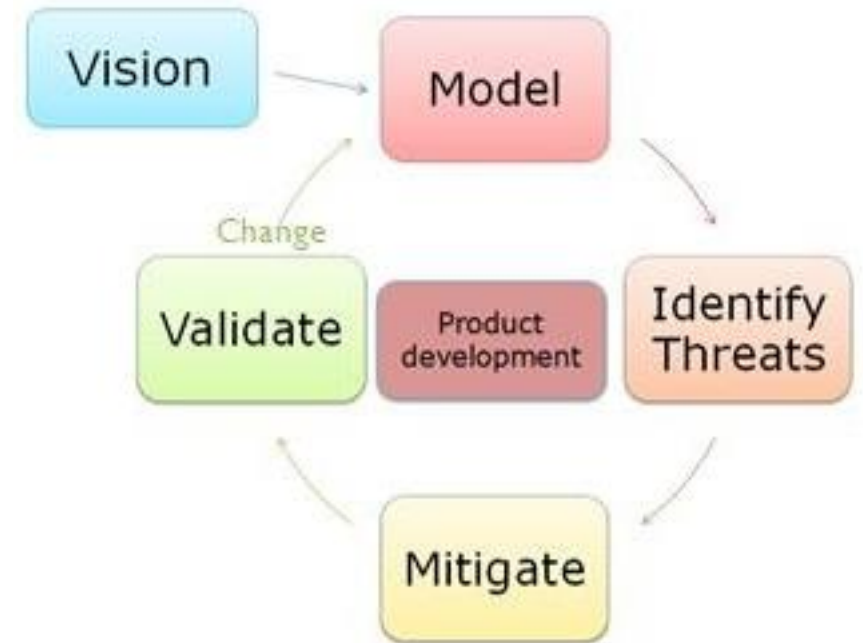 Vision
Model
Change
Validate
Product
development
Identify
Threats
Mitigate